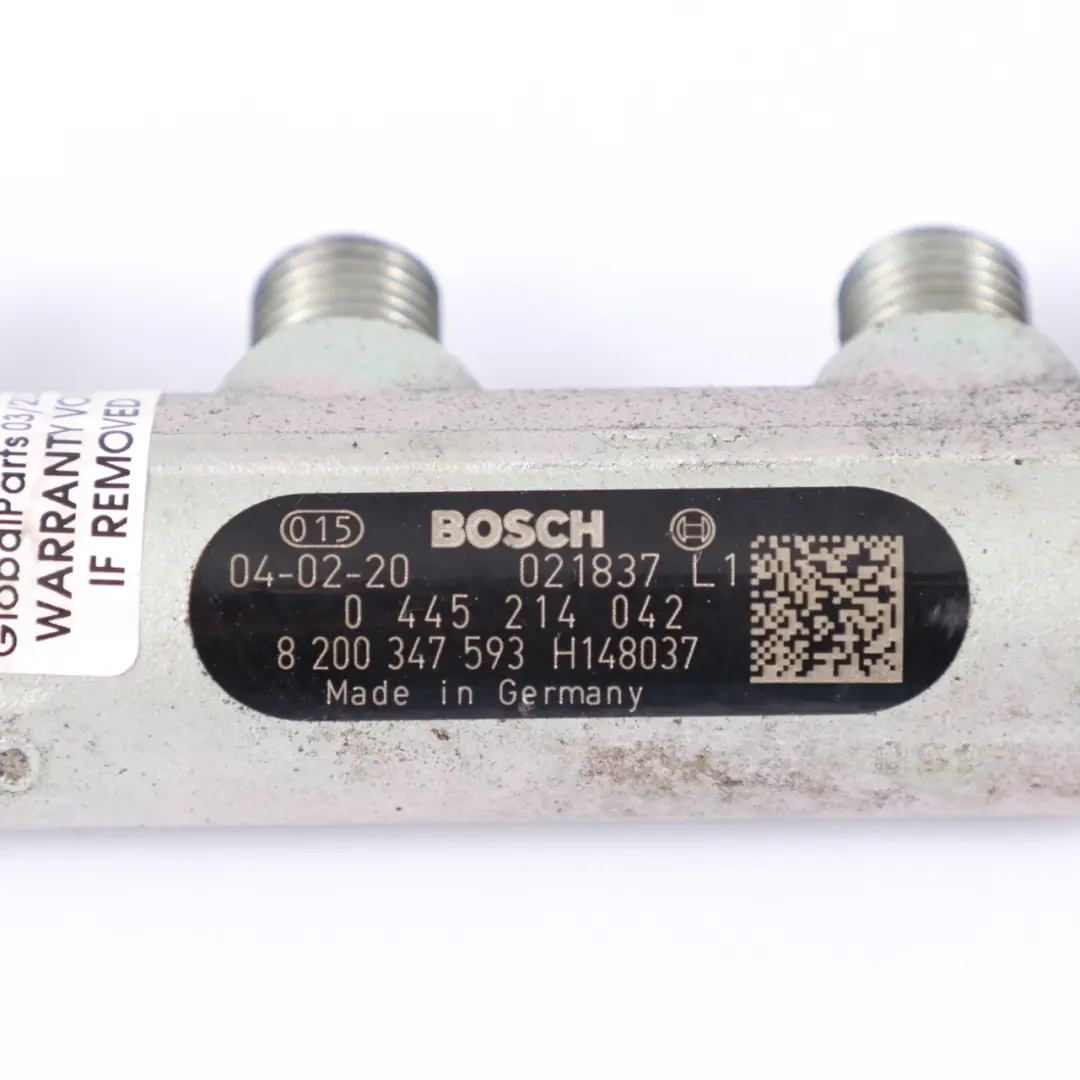 GlobalParts 03/2
WARRANTY VO
IF REMOVED
015 BOSCH
04-02-20 021837 L1
0 445 214 042
8 200 347 593 H148037
Made in Germany